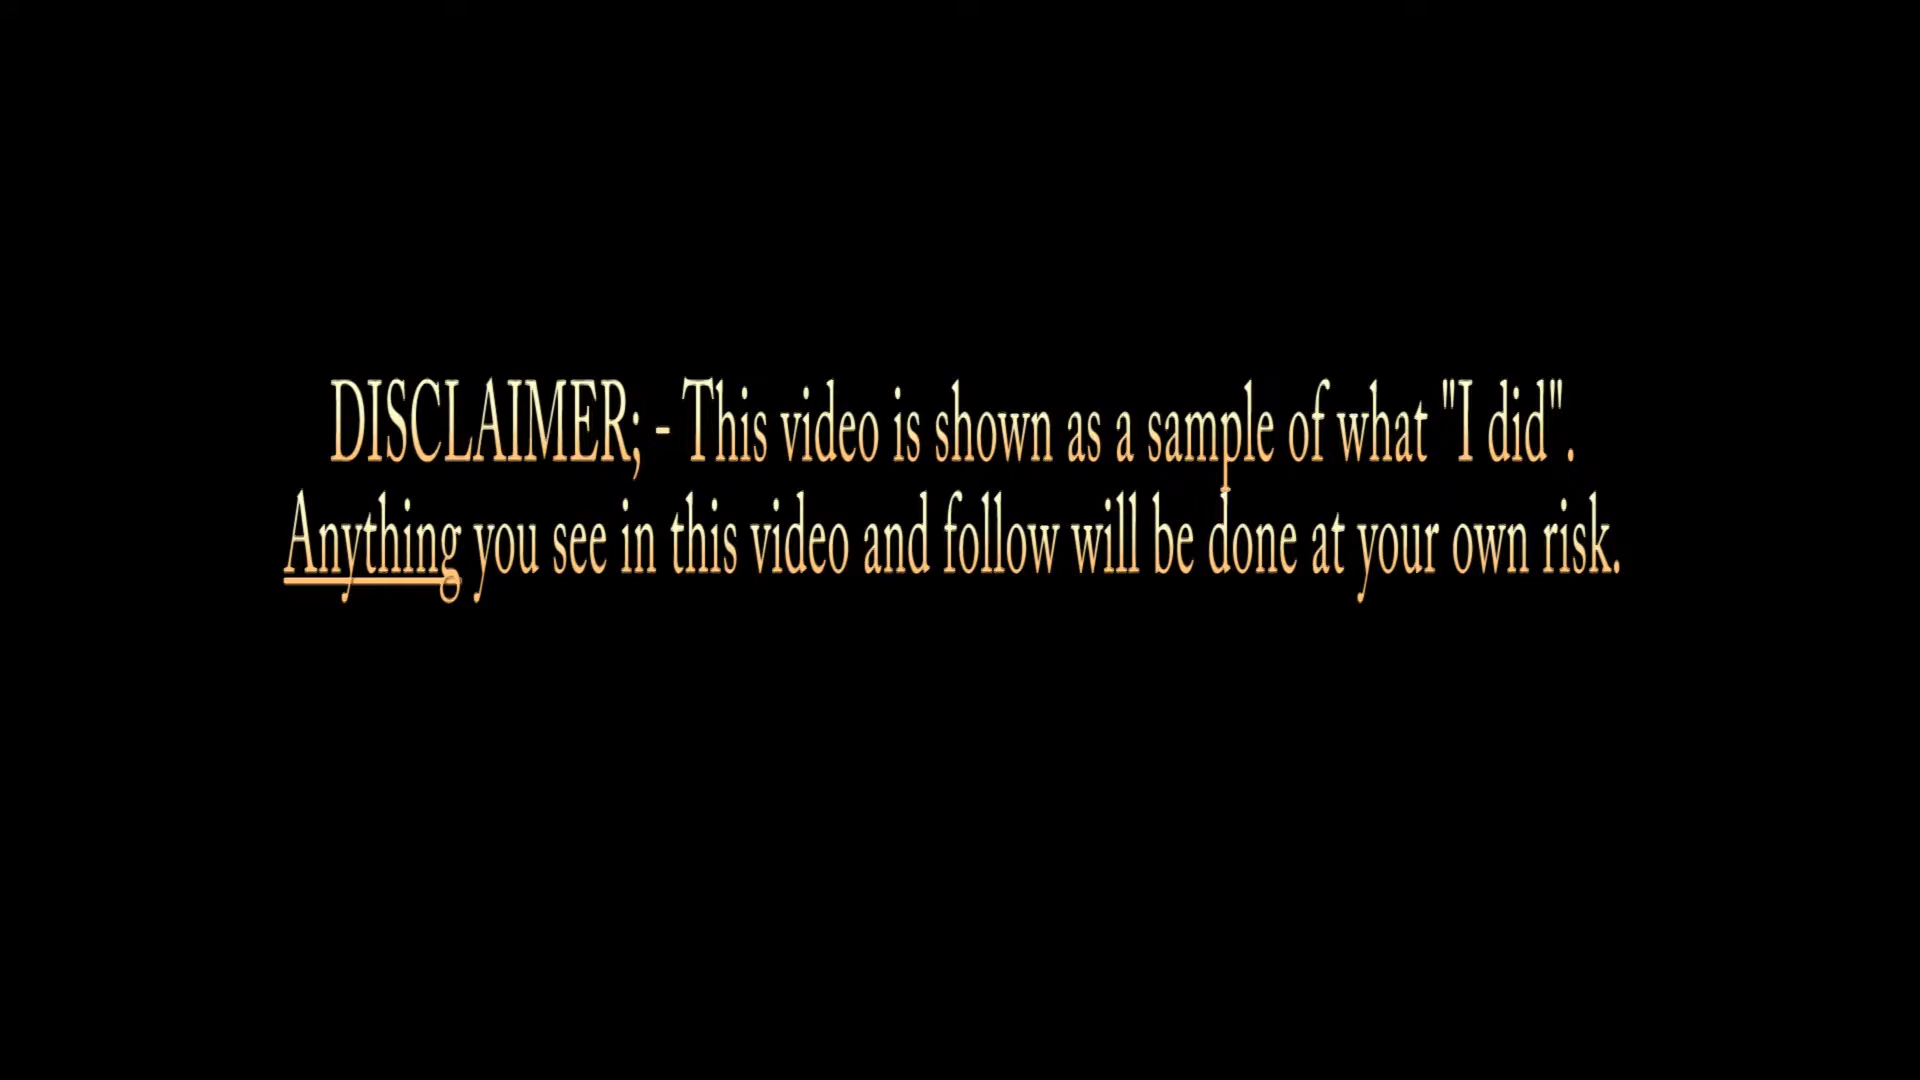 DISCLAIMER; - This video is shown as a sample of what "I did".
Anything you see in this video and follow will be done at your own risk.